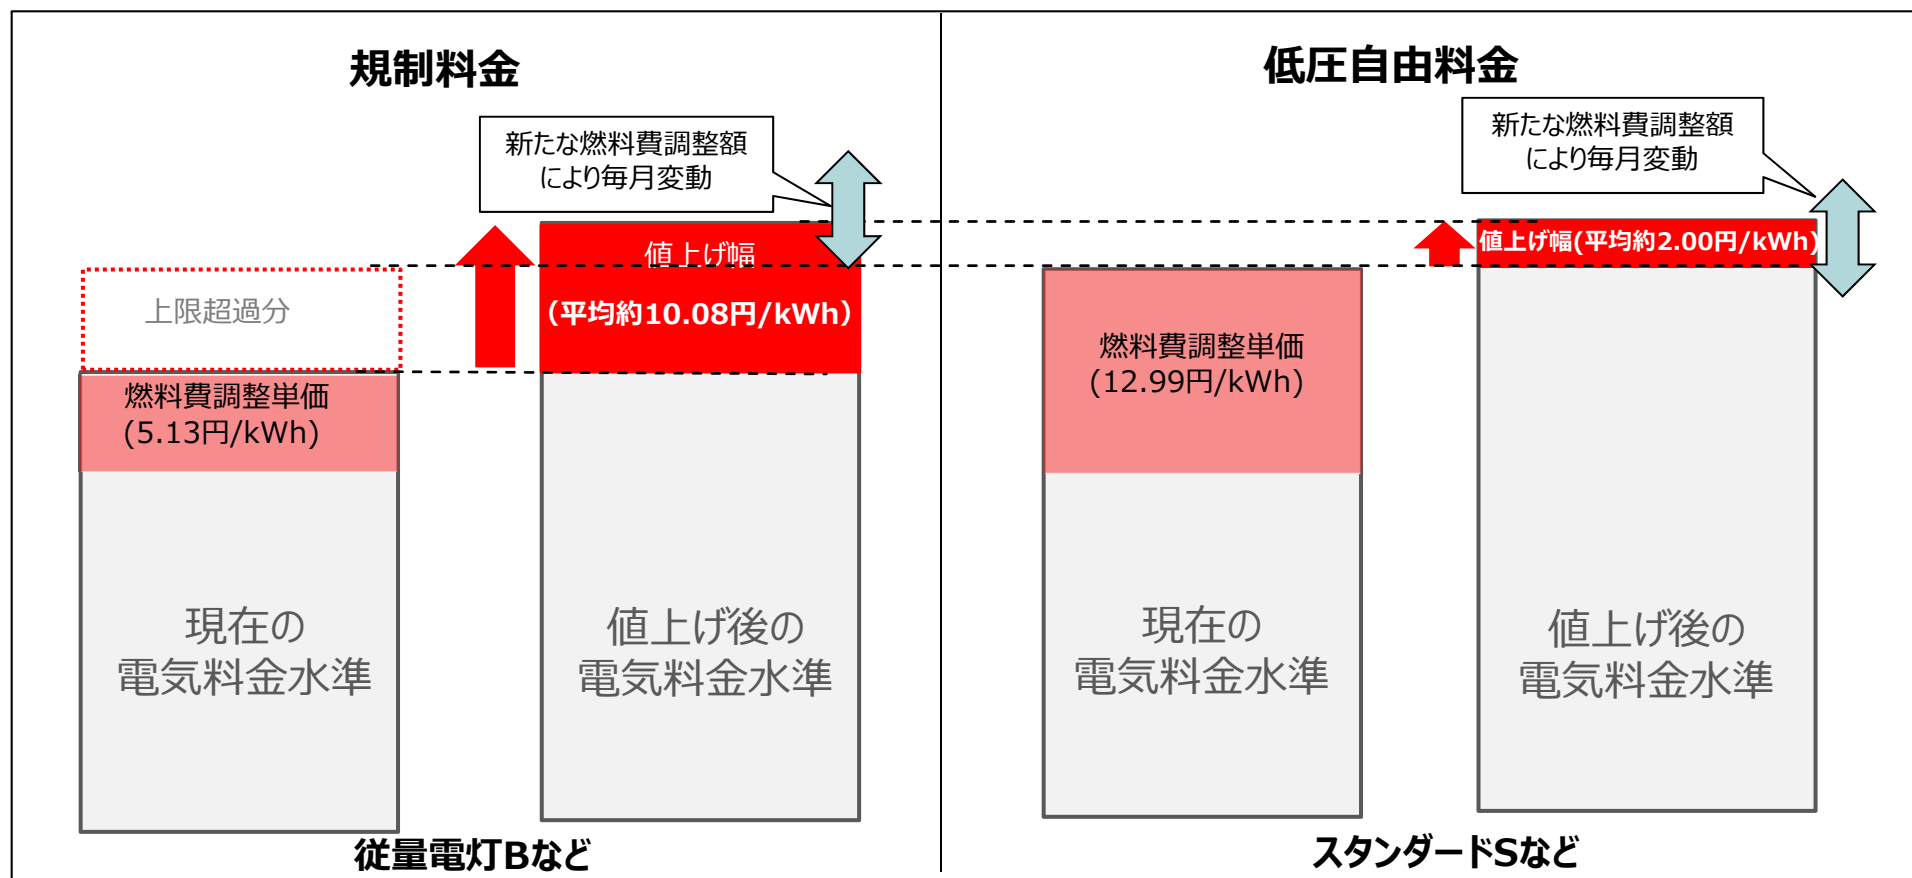 規制料金
新たな燃料費調整額
により毎月変動
値上げ幅
（平均約10.08円/kWh）
上限超過分
燃料費調整単価
(5.13円/kWh)
現在の
電気料金水準
値上げ後の
電気料金水準
従量電灯Bなど
低圧自由料金
新たな燃料費調整額
により毎月変動
値上げ幅(平均約2.00円/kWh)
燃料費調整単価
(12.99円/kWh)
現在の
電気料金水準
値上げ後の
電気料金水準
スタンダードSなど